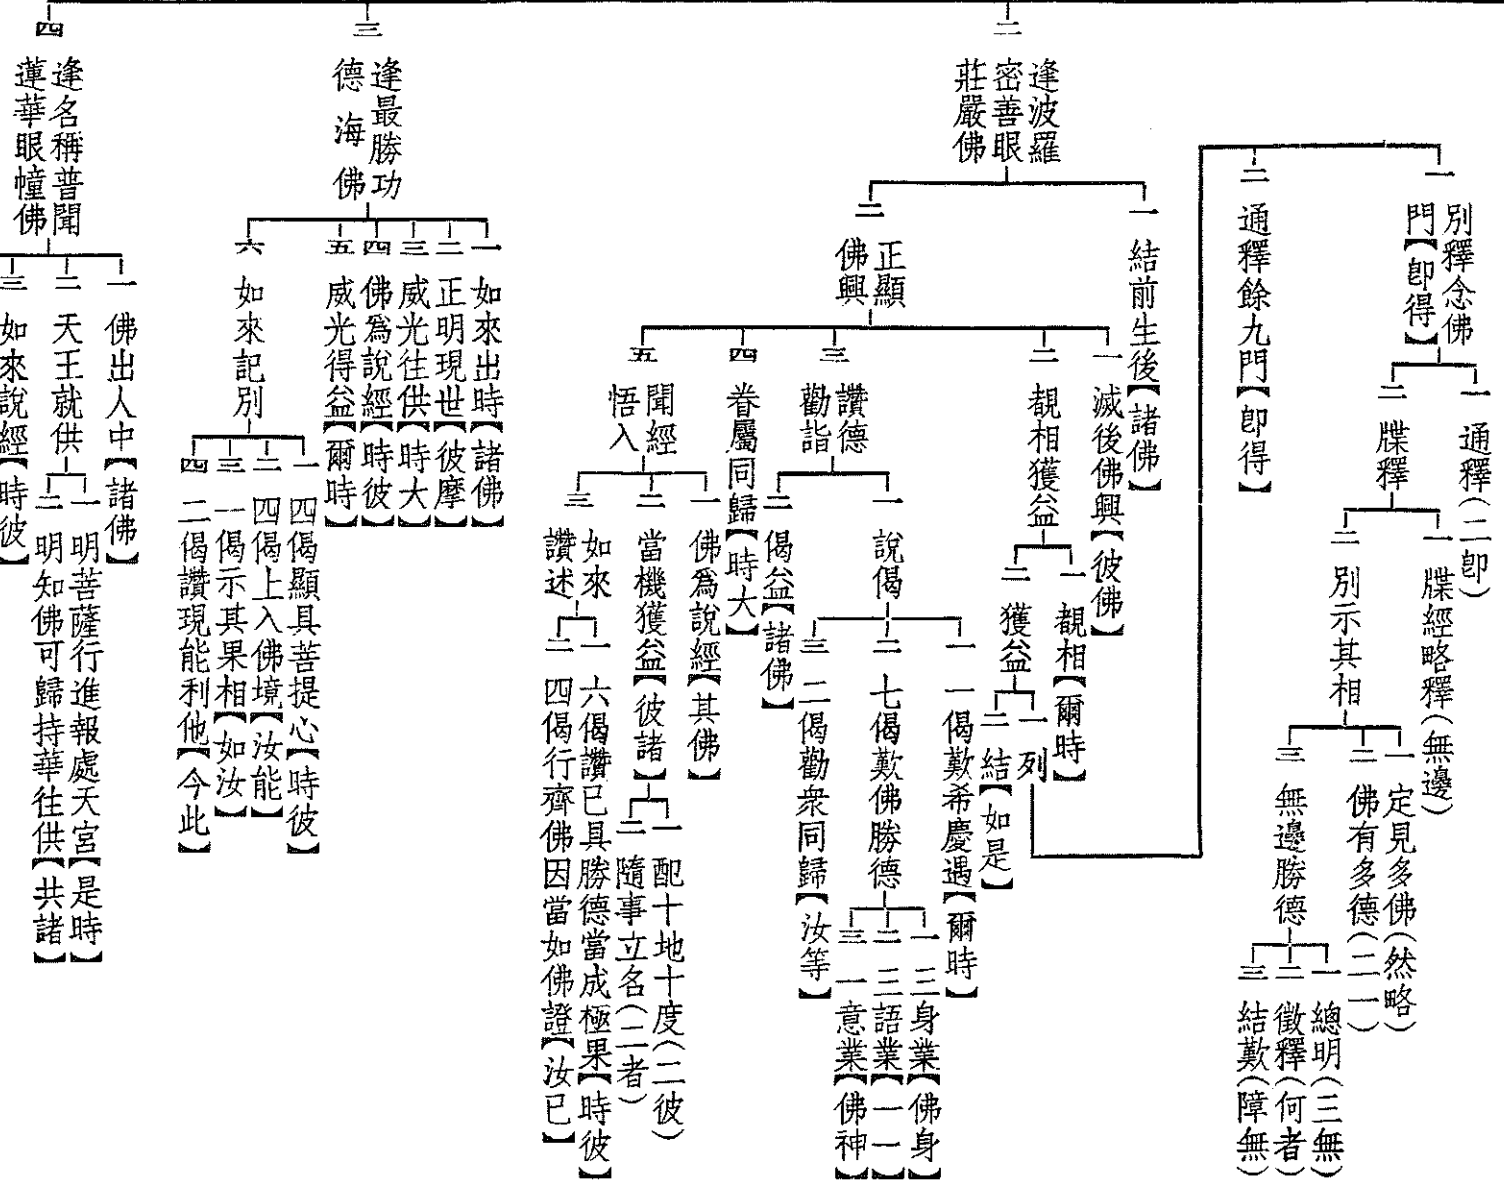 二
逢波羅
密善眼
莊嚴佛
一
結前生後【諸佛】
二
正顯
佛興
一
滅後佛興【彼佛】
二
覩相獲益
一
覩相【爾時】
二
獲益
一
列
一
別釋念佛
門【即得】
一
通釋(二即)
二
牒釋
一
牒經略釋(無邊)
二
別示其相
一
定見多佛(然略)
二
佛有多德(二一)
三
無邊勝德
一
總明(三無)
二
徵釋(何者)
三
結歎(障無)
二
通釋餘九門【即得】
二
結【如是】
三
讚德
勸詣
一
說偈
一
一偈歎希慶遇【爾時】
二
七偈歎佛勝德
一
三身業【佛身】
二
三語業【一一】
三
一意業【佛神】
三
二偈勸衆同歸【汝等】
二
偈益【諸佛】
四
眷屬同歸【時大】
五
聞經
悟入
一
佛爲說經【其佛】
二
當機獲益【彼諸】
一
配十地十度(二彼)
二
隨事立名(二者)
三
如來
讚述
一
六偈讚已具勝德當成極果【時彼】
二
四偈行齊佛因當如佛證【汝已】
三
逢最勝功
德海佛
一
如來出時【諸佛】
二
正明現世【彼摩】
三
威光往供【時大】
四
佛爲說經【時彼】
五
威光得益【爾時】
六
如來記別
一
四偈顯具菩提心【時彼】
二
四偈上入佛境【汝能】
三
一偈示其果相【如汝】
四
二偈讚現能利他【今此】
四
逢名稱普聞
蓮華眼幢佛
一
佛出人中【諸佛】
二
天王就供
一
明菩薩行進報處天宮【是時】
二
明知佛可歸持華往供【共諸】
三
如來說經【時彼】